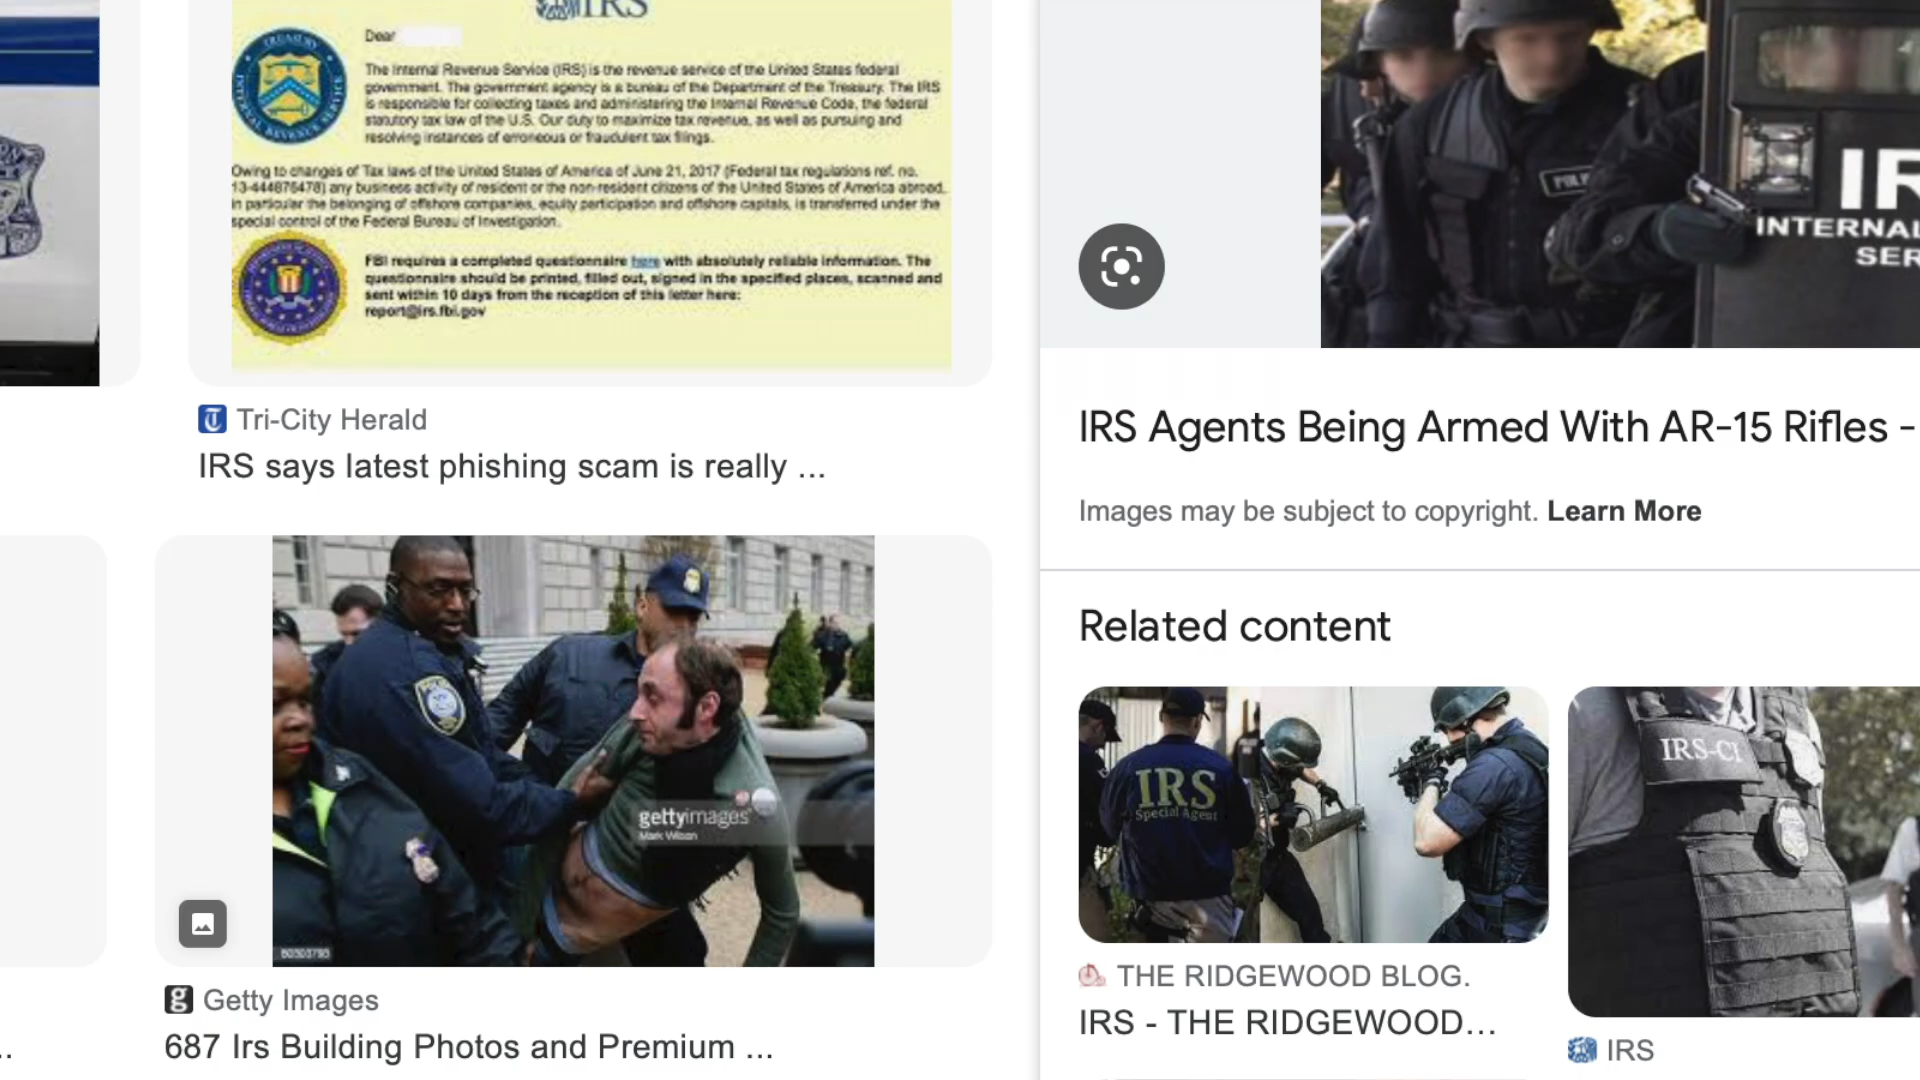 IRS
Dear
The Internal Revenue Service (IRS) is the revenue service of the United States federal
government. The government agency is a bureau of the Department of the Treasury. The IRS
is responsible for collecting taxes and administering the Internal Revenue Code, the federal
statutory tax law of the U.S. Our duty to maximize tax revenue, as well as pursuing and
resolving instances of erroneous or fraudulent tax filings.
Owing to changes of Tax laws of the United States of America of June 21, 2017 (Federal tax regulations ref. no.
13-444876478) any business activity of resident or the non-resident citizens of the United States of America abroad,
in particular the belonging of offshore companies, equity participation and offshore capitals, is transferred under the
special control of the Federal Bureau of Investigation.
FBI requires a completed questionnaire here with absolutely reliable information. The
questionnaire should be printed, filled out, signed in the specified places, scanned and
sent within 10 days from the reception of this letter here:
report@irs.fbi.gov
Tri-City Herald
IRS says latest phishing scam is really ...
gettyimages
Mark Wilson
Getty Images
687 Irs Building Photos and Premium ...
POLICE
IR
INTERNAL
SER
IRS Agents Being Armed With AR-15 Rifles -
Images may be subject to copyright. Learn More
Related content
IRS
Special Agent
THE RIDGEWOOD BLOG.
IRS - THE RIDGEWOOD...
IRS-CI
IRS